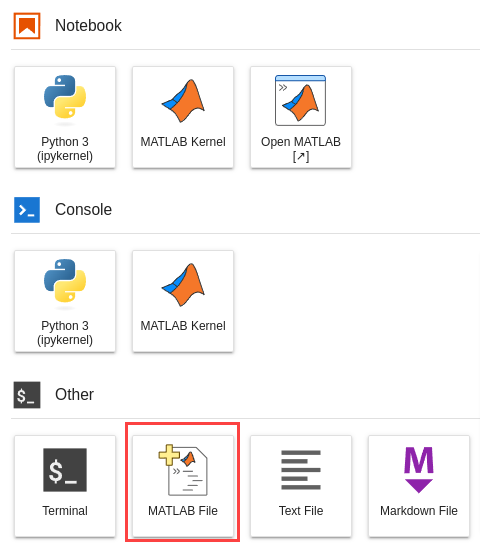 Notebook
Python 3
(ipykernel)
MATLAB Kernel
Open MATLAB
[↗]
Console
Python 3
(ipykernel)
MATLAB Kernel
$_ Other
$_
Terminal
MATLAB File
Text File
M
Markdown File